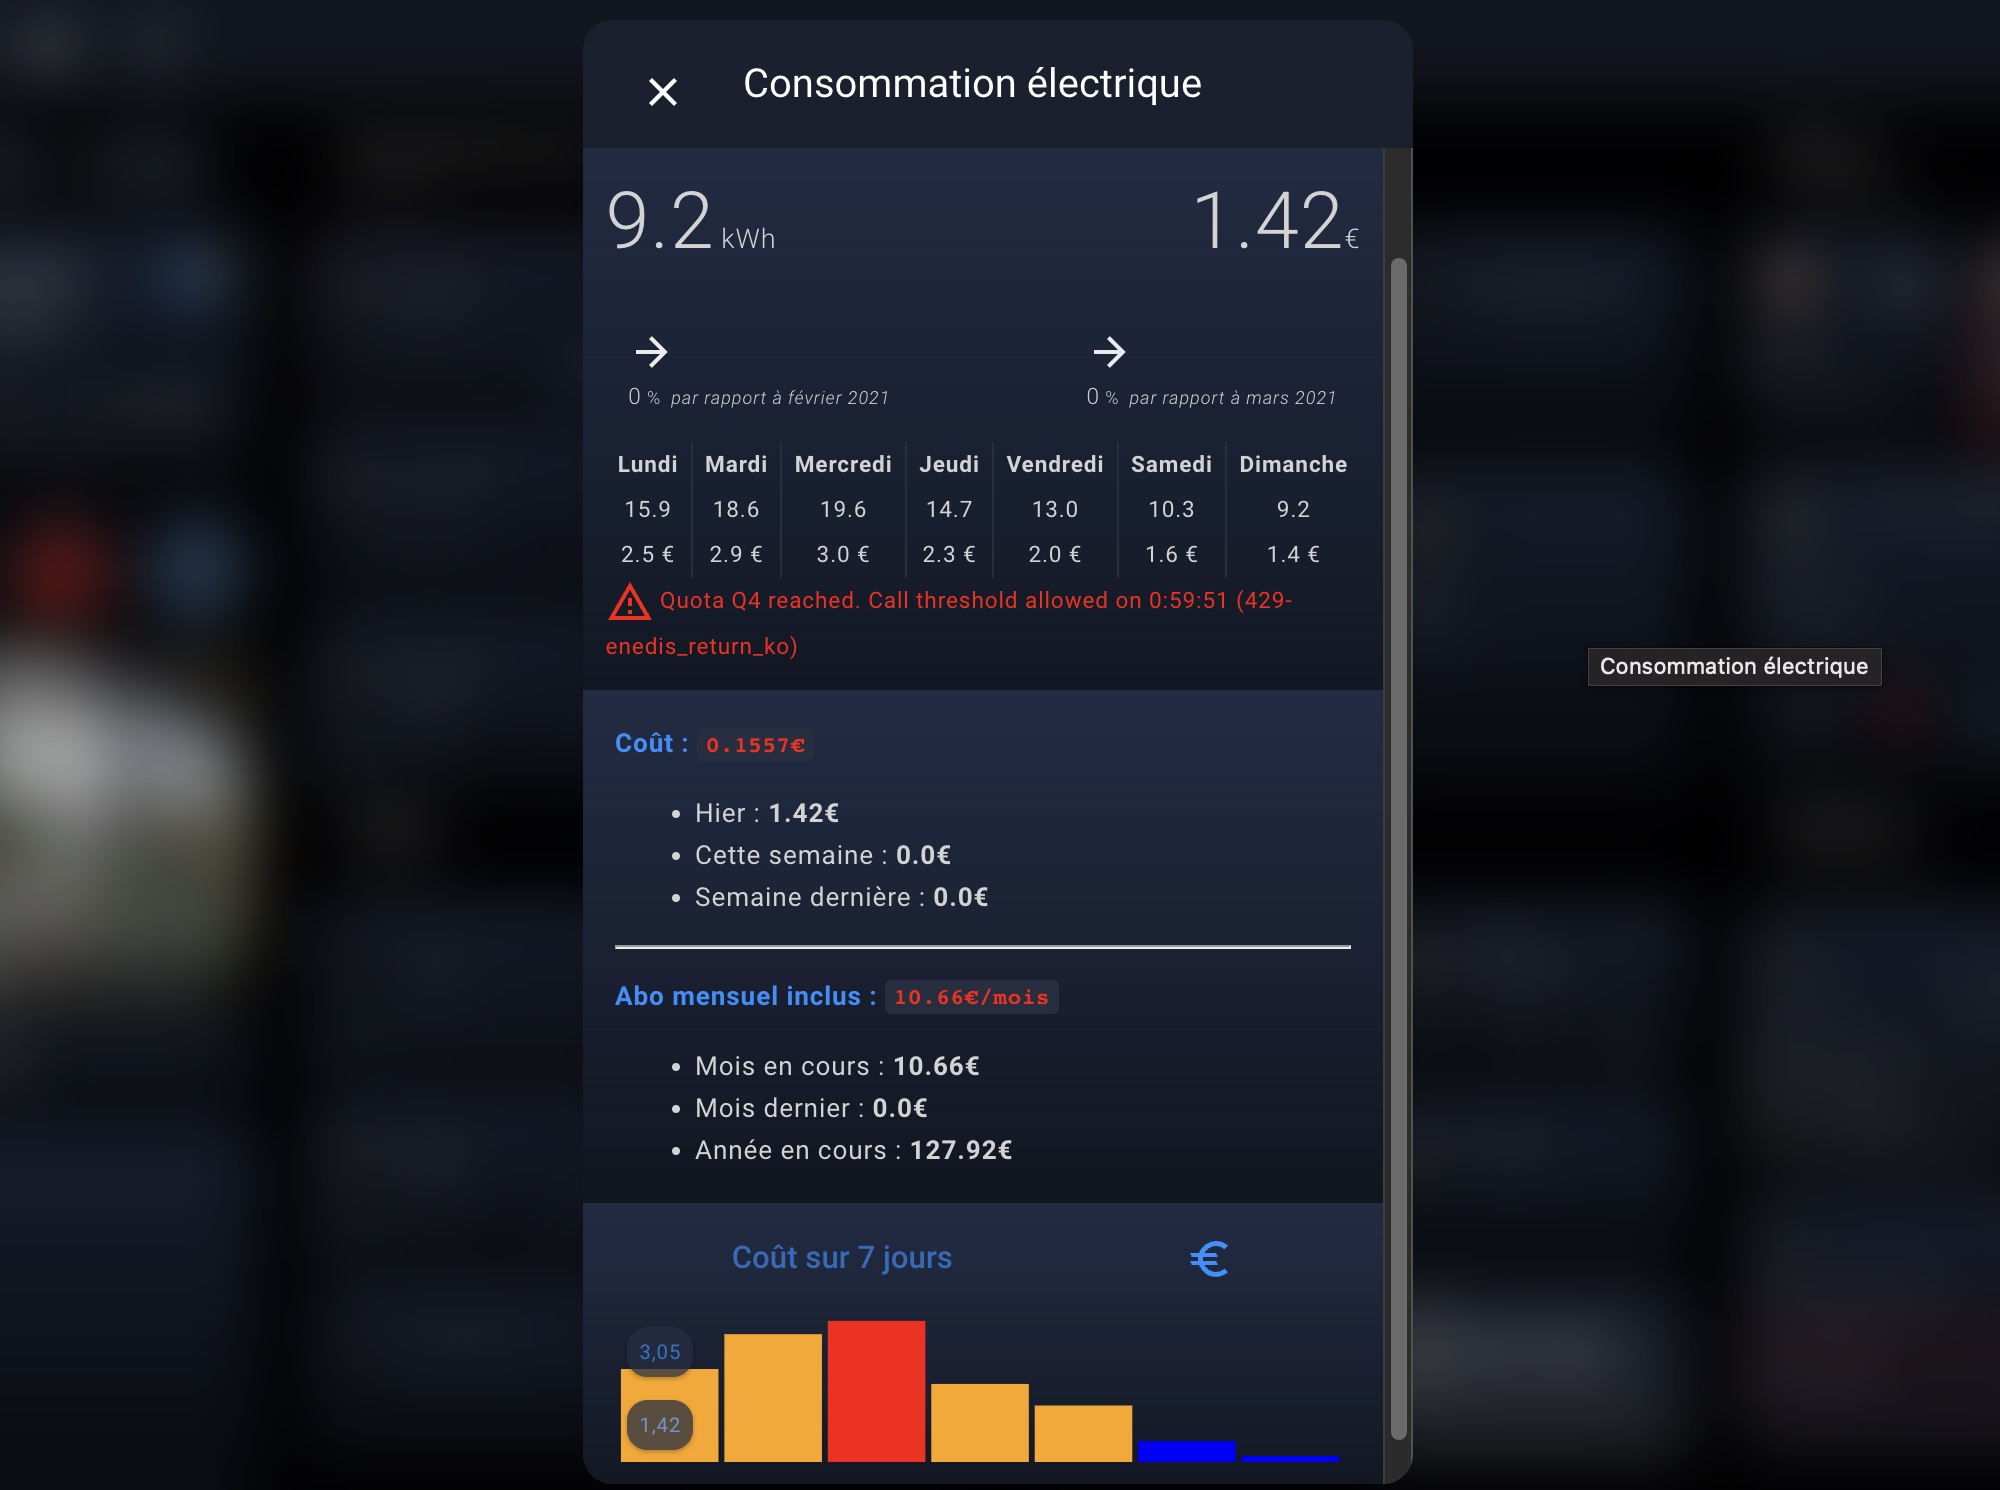 Consommation électrique
9.2 kWh 1.42 €
0 % par rapport à février 2021 0 % par rapport à mars 2021
Lundi Mardi Mercredi Jeudi Vendredi Samedi Dimanche
15.9 18.6 19.6 14.7 13.0 10.3 9.2
2.5 € 2.9 € 3.0 € 2.3 € 2.0 € 1.6 € 1.4 €
Quota Q4 reached. Call threshold allowed on 0:59:51 (429-
enedis_return_ko)
Consommation électrique
Coût : 0.1557€
• Hier : 1.42€
• Cette semaine : 0.0€
• Semaine dernière : 0.0€
Abo mensuel inclus : 10.66€/mois
• Mois en cours : 10.66€
• Mois dernier : 0.0€
• Année en cours : 127.92€
Coût sur 7 jours €
3,05
1,42